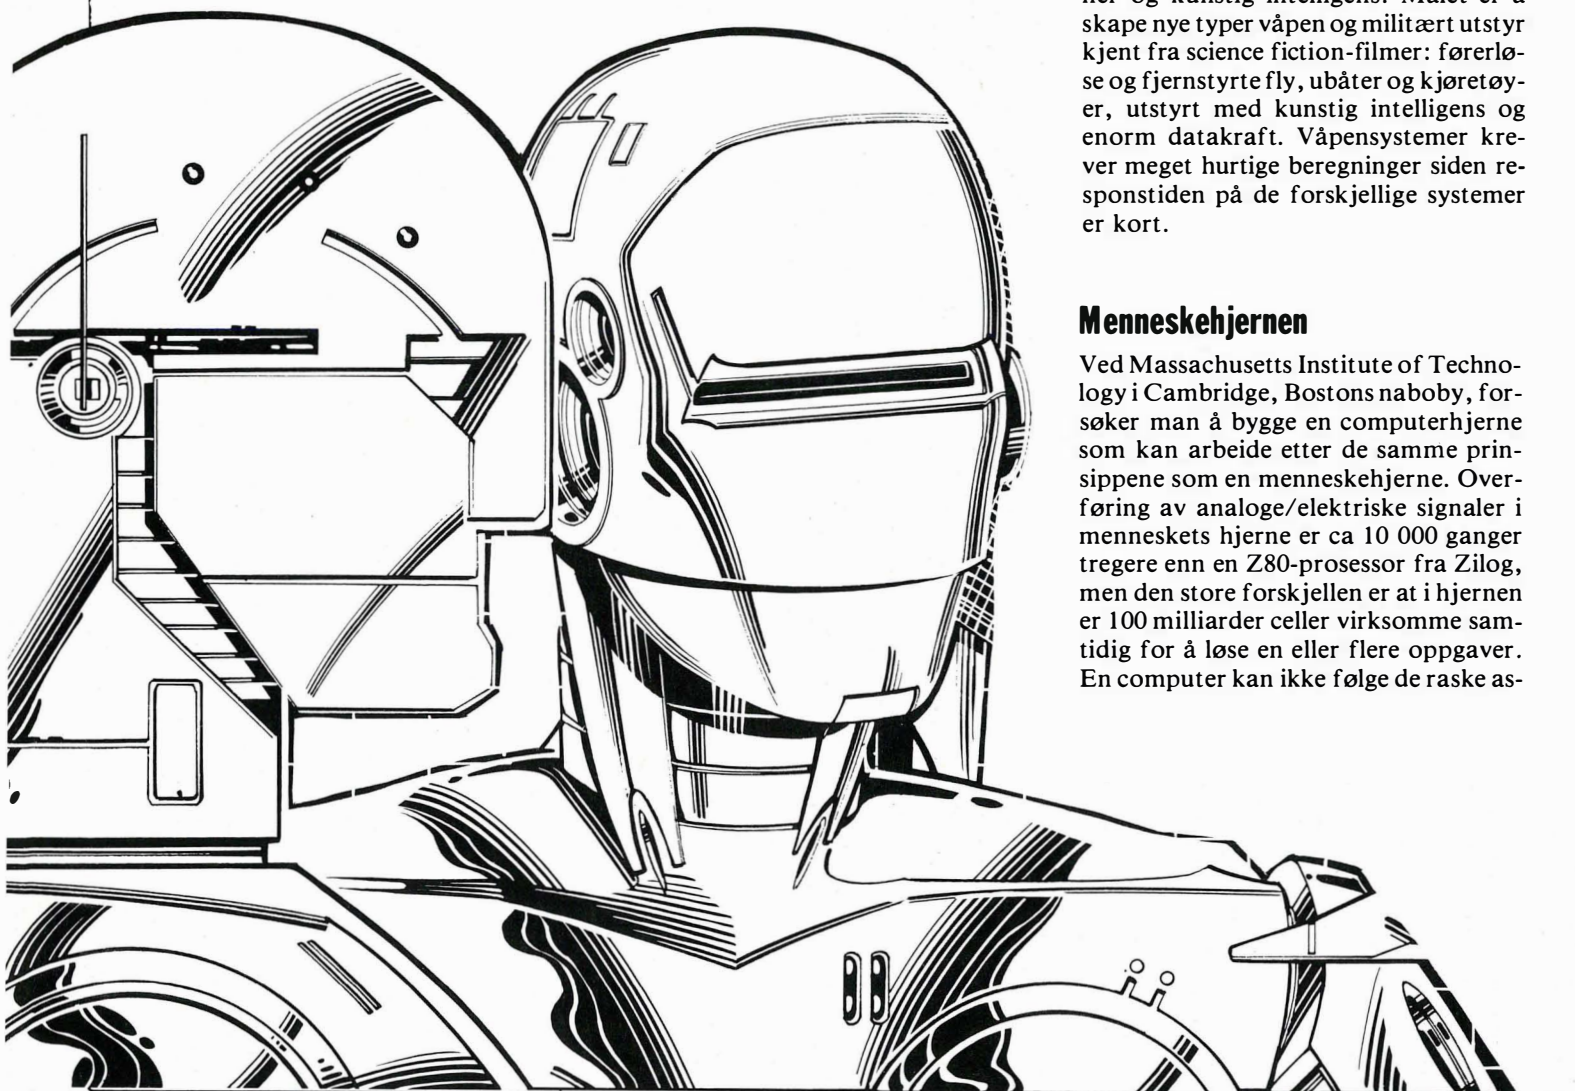 ner og kunstig intelligens. Målet er å
skape nye typer våpen og militært utstyr
kjent fra science fiction-filmer: førerlø-
se og fjernstyrte fly, ubåter og kjøretøy-
er, utstyrt med kunstig intelligens og
enorm datakraft. Våpensystemer kre-
ver meget hurtige beregninger siden re-
sponstiden på de forskjellige systemer
er kort.
Menneskehjernen
Ved Massachusetts Institute of Techno-
logy i Cambridge, Bostons naboby, for-
søker man å bygge en computerhjerne
som kan arbeide etter de samme prin-
sippene som en menneskehjerne. Over-
føring av analoge/elektriske signaler i
menneskets hjerne er ca 10 000 ganger
tregere enn en Z80-prosessor fra Zilog,
men den store forskjellen er at i hjernen
er 100 milliarder celler virksomme sam-
tidig for å løse en eller flere oppgaver.
En computer kan ikke følge de raske as-